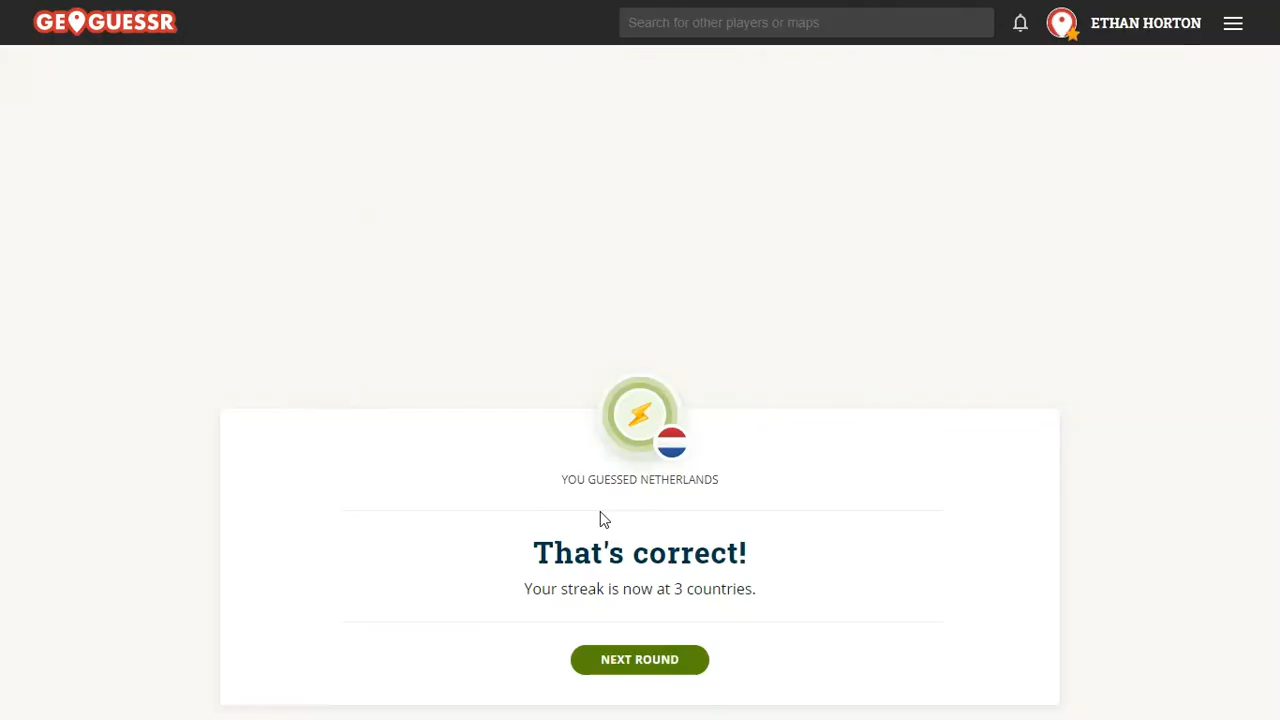 GEOGUESSR
Search for other players or maps
ETHAN HORTON
YOU GUESSED NETHERLANDS
That's correct!
Your streak is now at 3 countries.
NEXT ROUND